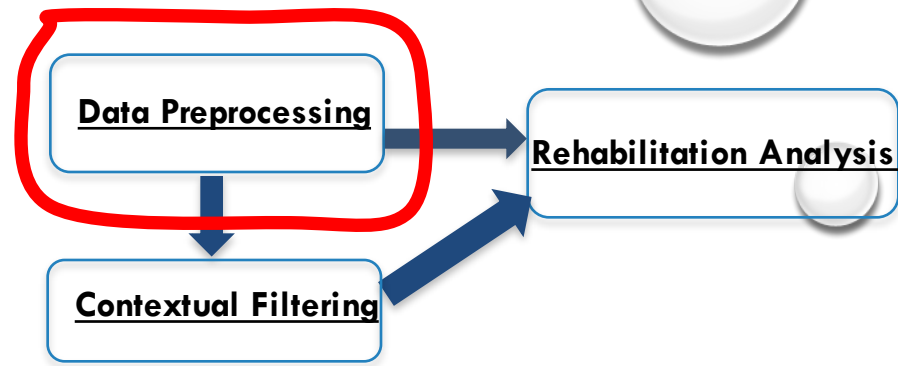 Data Preprocessing
Rehabilitation Analysis
Contextual Filtering